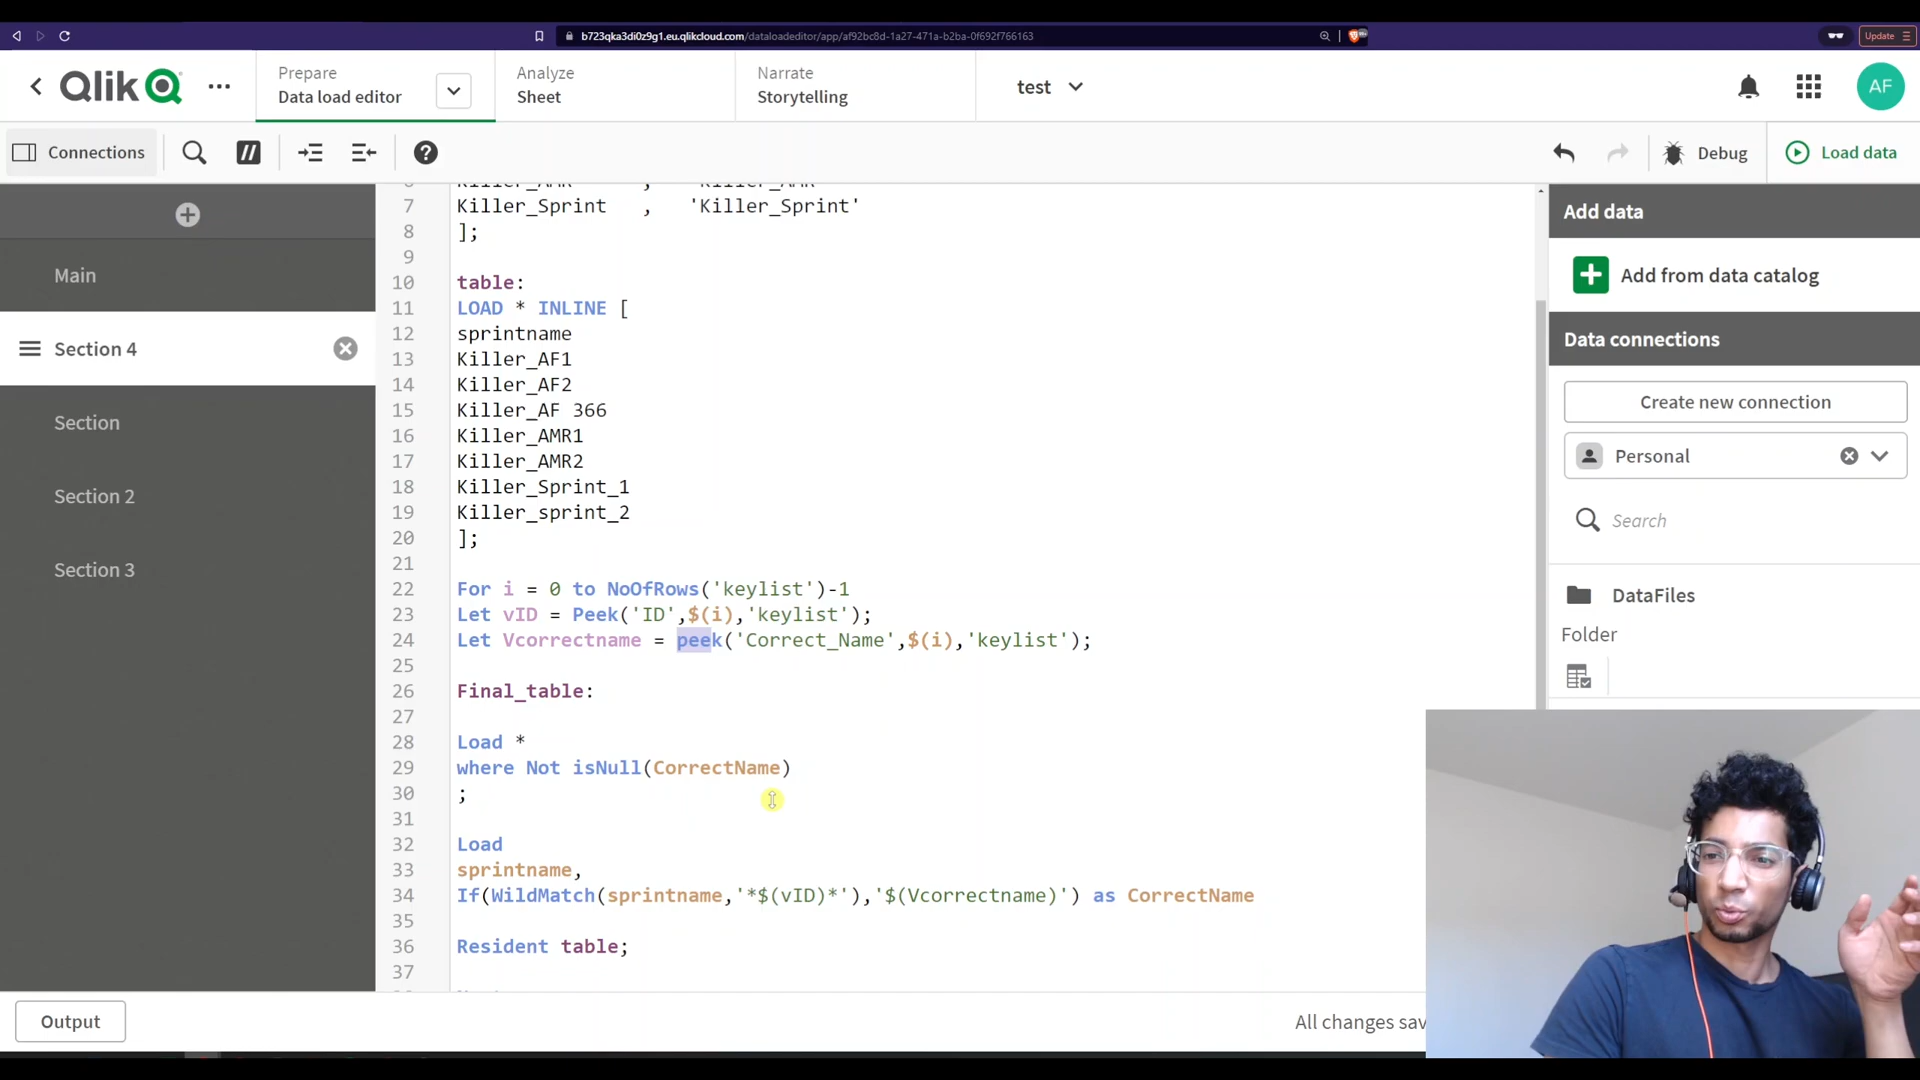 b723qka3di0z9g1.eu.qlikcloud.com/dataloadeditor/app/af92bc8d-1a27-471a-b2ba-0f692f766163
Update
Qlik
Prepare
Data load editor
Analyze
Sheet
Narrate
Storytelling
test
AF
Connections
//
?
Debug
Load data
Main
Section 4
Section
Section 2
Section 3
7 Killer_Sprint , 'Killer_Sprint'
8 ];
9
10 table:
11 LOAD * INLINE [
12 sprintname
13 Killer_AF1
14 Killer_AF2
15 Killer_AF 366
16 Killer_AMR1
17 Killer_AMR2
18 Killer_Sprint_1
19 Killer_sprint_2
20 ];
21
22 For i = 0 to NoOfRows('keylist')-1
23 Let vID = Peek('ID',$(i),'keylist');
24 Let Vcorrectname = peek('Correct_Name',$(i),'keylist');
25
26 Final_table:
27
28 Load *
29 where Not isNull(CorrectName)
30 ;
31
32 Load
33 sprintname,
34 If(WildMatch(sprintname,'*$(vID)*'),'$(Vcorrectname)') as CorrectName
35
36 Resident table;
37
Add data
Add from data catalog
Data connections
Create new connection
Personal
Search
DataFiles
Folder
Output
All changes sav